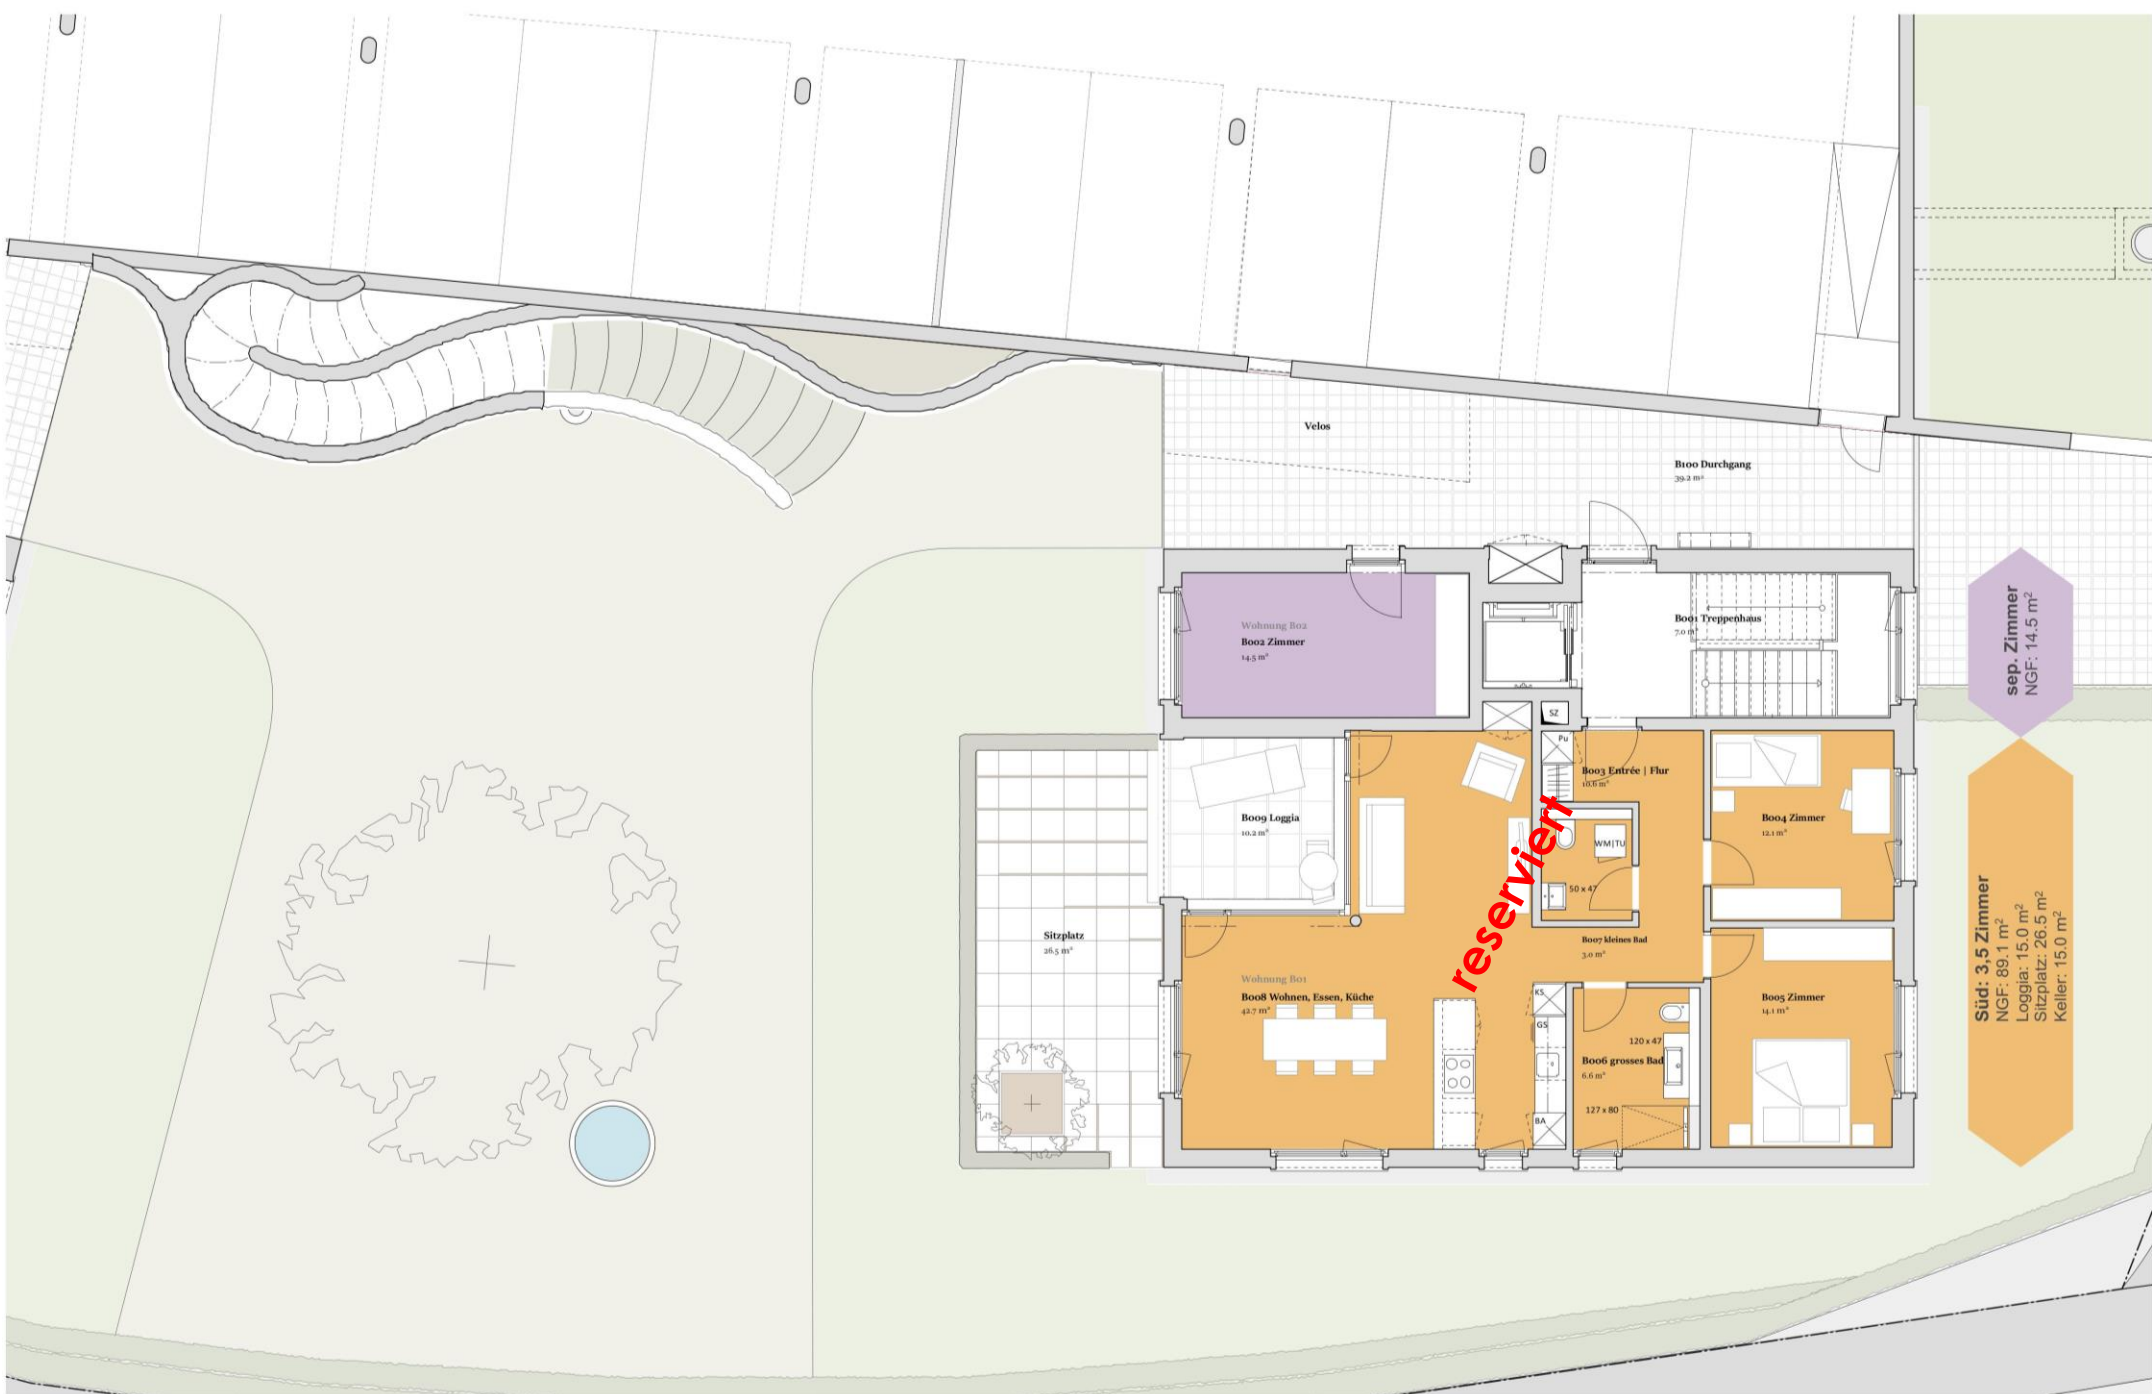 Velos
B100 Durchgang
39.2 m²
Wohnung B02
B002 Zimmer
14.5 m²
B001 Treppenhaus
7.0 m²
SZ
Pu
B003 Entrée | Flur
10.6 m²
B009 Loggia
10.2 m²
B004 Zimmer
12.1 m²
WM|TU
50 x 47
reserviert
Sitzplatz
26.5 m²
B007 kleines Bad
3.0 m²
Wohnung B01
B008 Wohnen, Essen, Küche
42.7 m²
KS
GS
BA
B005 Zimmer
14.1 m²
120 x 47
B006 grosses Bad
6.6 m²
127 x 80
sep. Zimmer
NGF: 14.5 m²
Süd: 3,5 Zimmer
NGF: 89.1 m²
Loggia: 15.0 m²
Sitzplatz: 26.5 m²
Keller: 15.0 m²